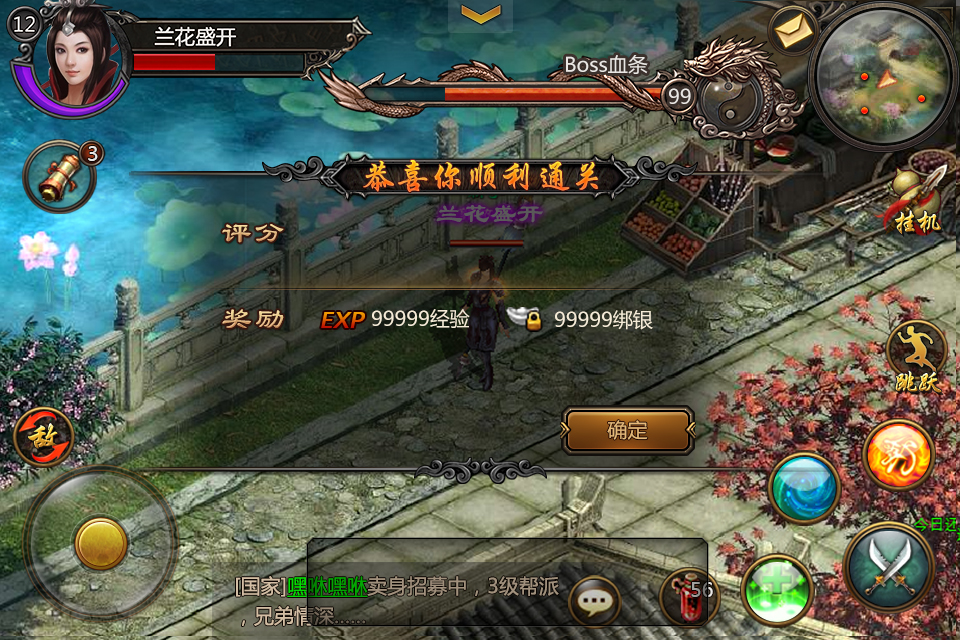 12
兰花盛开
Boss血条
99
3
恭喜你顺利通关
兰花盛开
评分
挂机
奖励 EXP 99999经验 99999绑银
跳跃
敌
确定
今日还
[国家]嘿咻嘿咻卖身招募中，3级帮派
，兄弟情深......
56